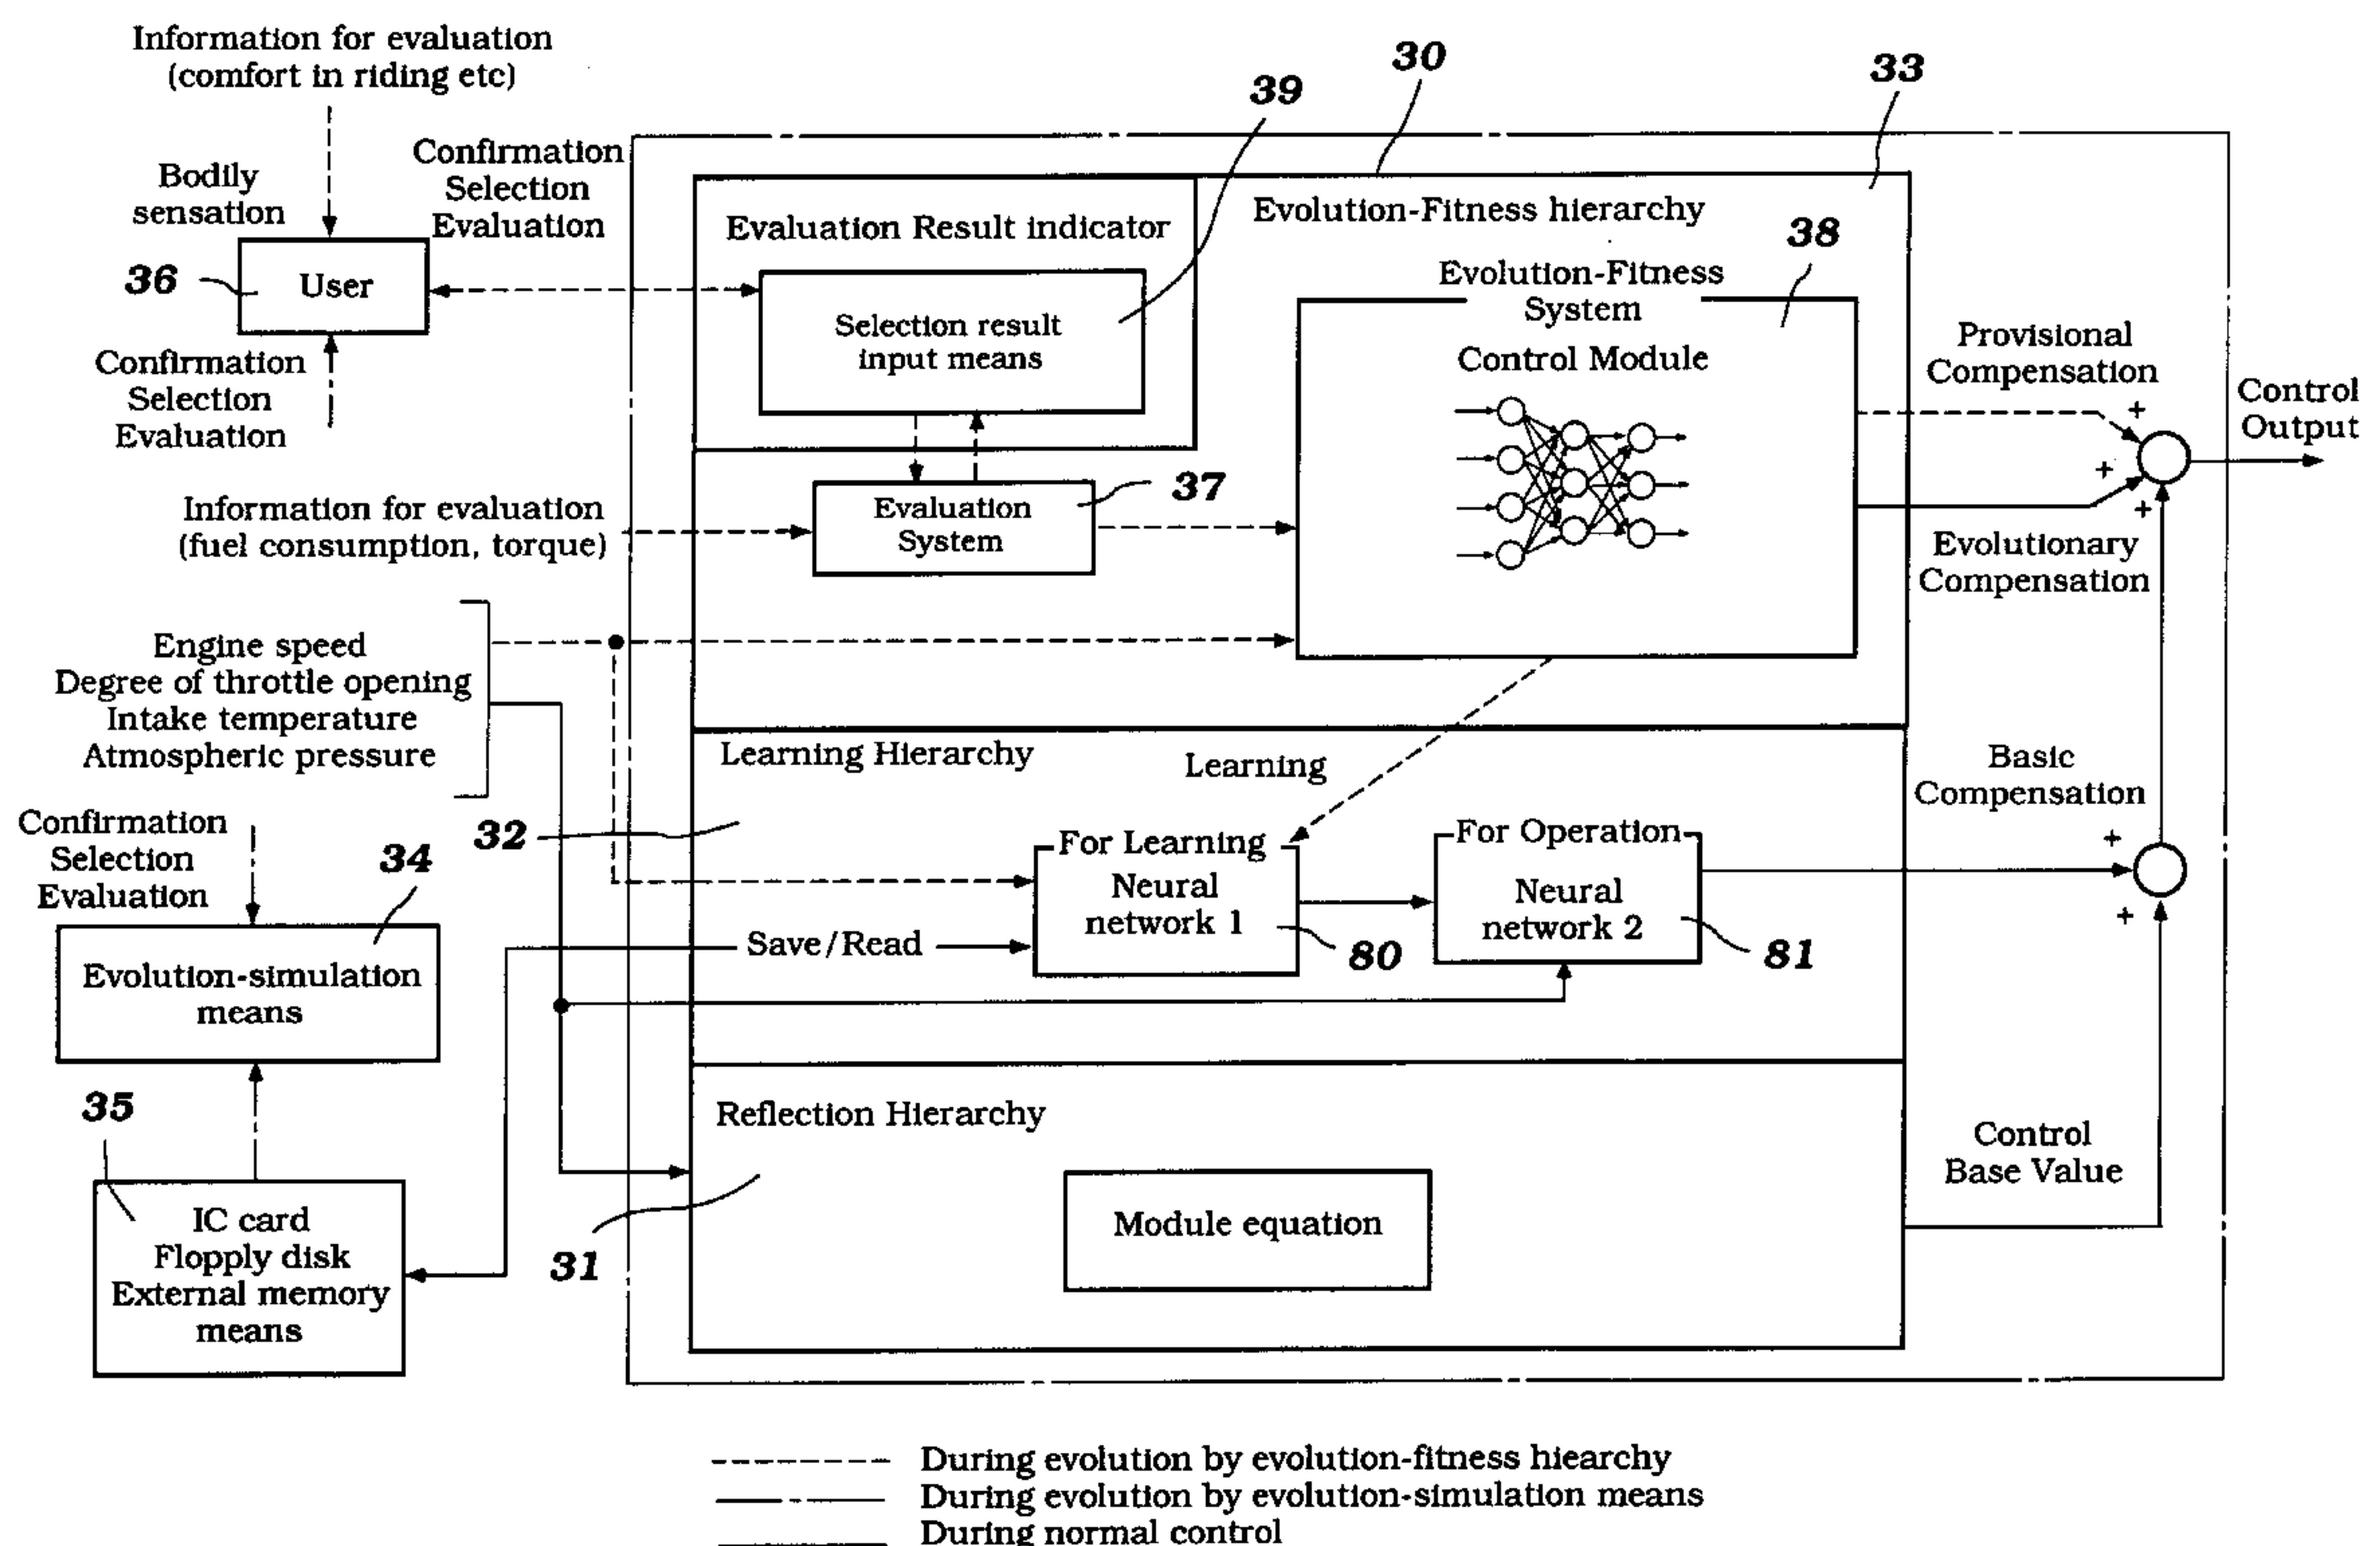 Information for evaluation
(comfort in riding etc)
30
33
39
Confirmation
Selection
Evaluation
Bodily
sensation
36
User
Confirmation
Selection
Evaluation
Evaluation Result indicator
Selection result
input means
Evolution-Fitness hierarchy
38
Evolution-Fitness
System
Control Module
Provisional
Compensation
+
+
+
Control
Output
Information for evaluation
(fuel consumption, torque)
Evaluation
System
37
Evolutionary
Compensation
Engine speed
Degree of throttle opening
Intake temperature
Atmospheric pressure
Learning Hierarchy
Learning
32
For Learning
Neural
network 1
80
For Operation
Neural
network 2
81
Save/Read
Basic
Compensation
+
+
Confirmation
Selection
Evaluation
34
Evolution-simulation
means
35
IC card
Flopply disk
External memory
means
Reflection Hierarchy
31
Module equation
Control
Base Value
During evolution by evolution-fitness hiearchy
During evolution by evolution-simulation means
During normal control